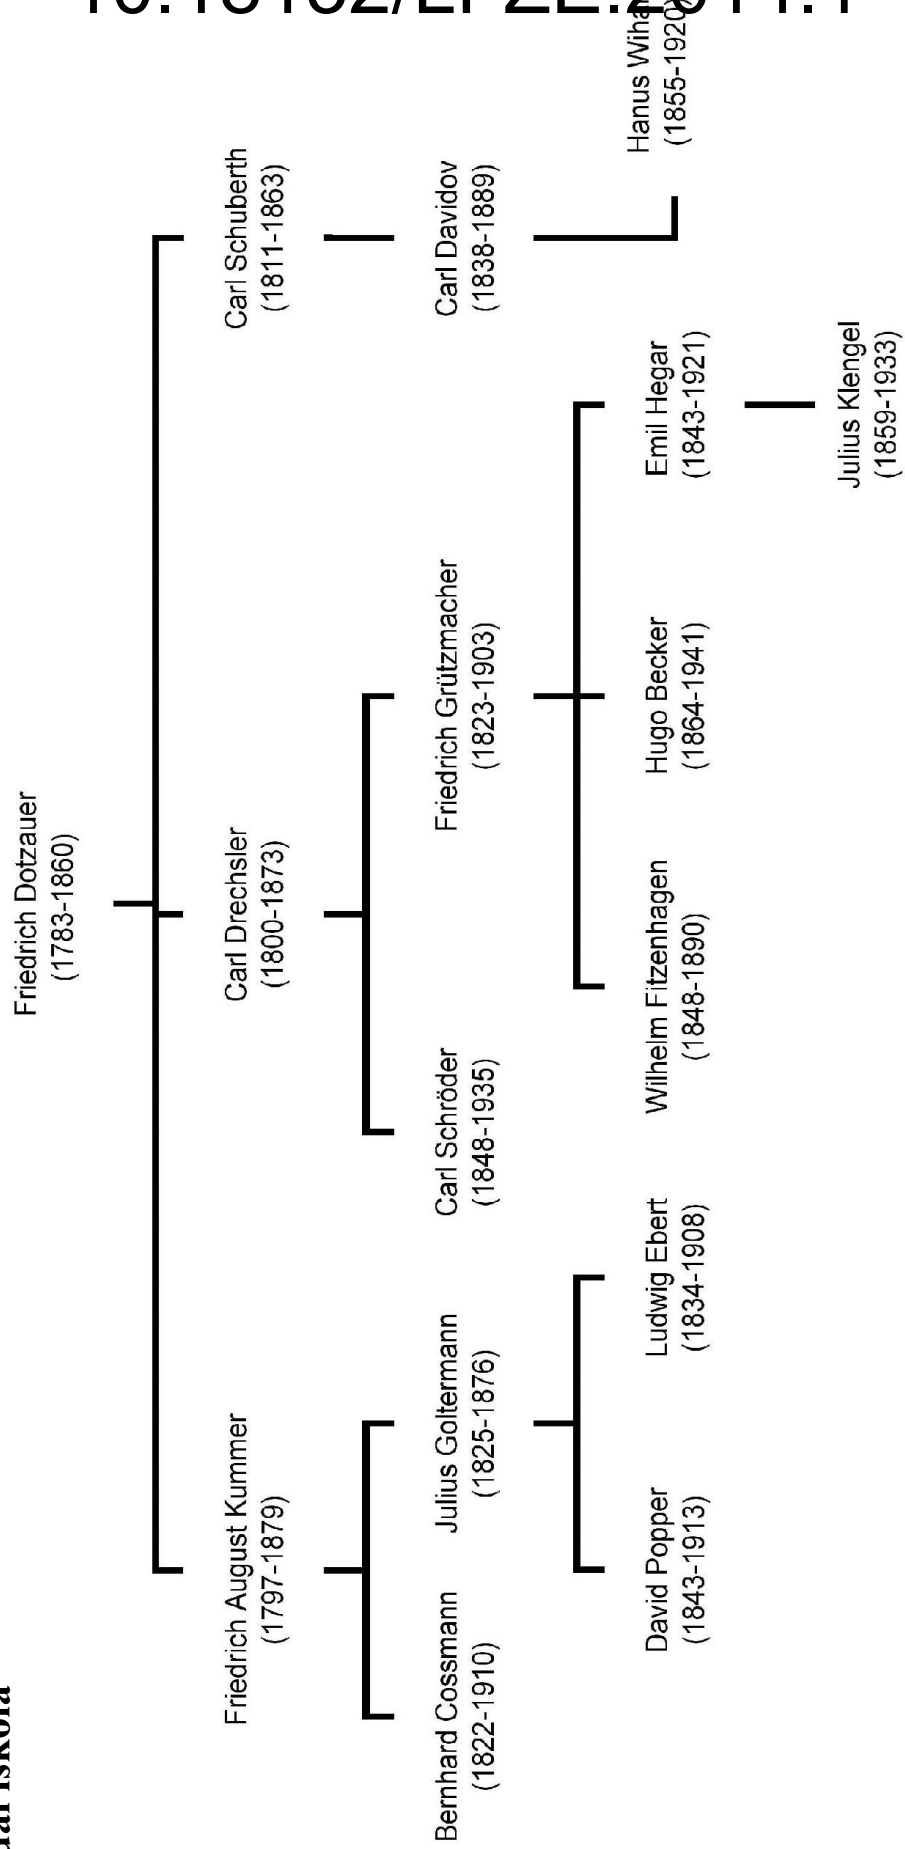 Friedrich Dotzauer
(1783-1860)
Friedrich August Kummer
(1797-1879)
Carl Drechsler
(1800-1873)
Carl Schuberth
(1811-1863)
Bernhard Cossmann
(1822-1910)
Julius Goltermann
(1825-1876)
Carl Schröder
(1848-1935)
Friedrich Grützmacher
(1823-1903)
Carl Davidov
(1838-1889)
David Popper
(1843-1913)
Ludwig Ebert
(1834-1908)
Wilhelm Fitzenhagen
(1848-1890)
Hugo Becker
(1864-1941)
Emil Hegar
(1843-1921)
Hanus
(1855-1920)
Julius Klengel
(1859-1933)